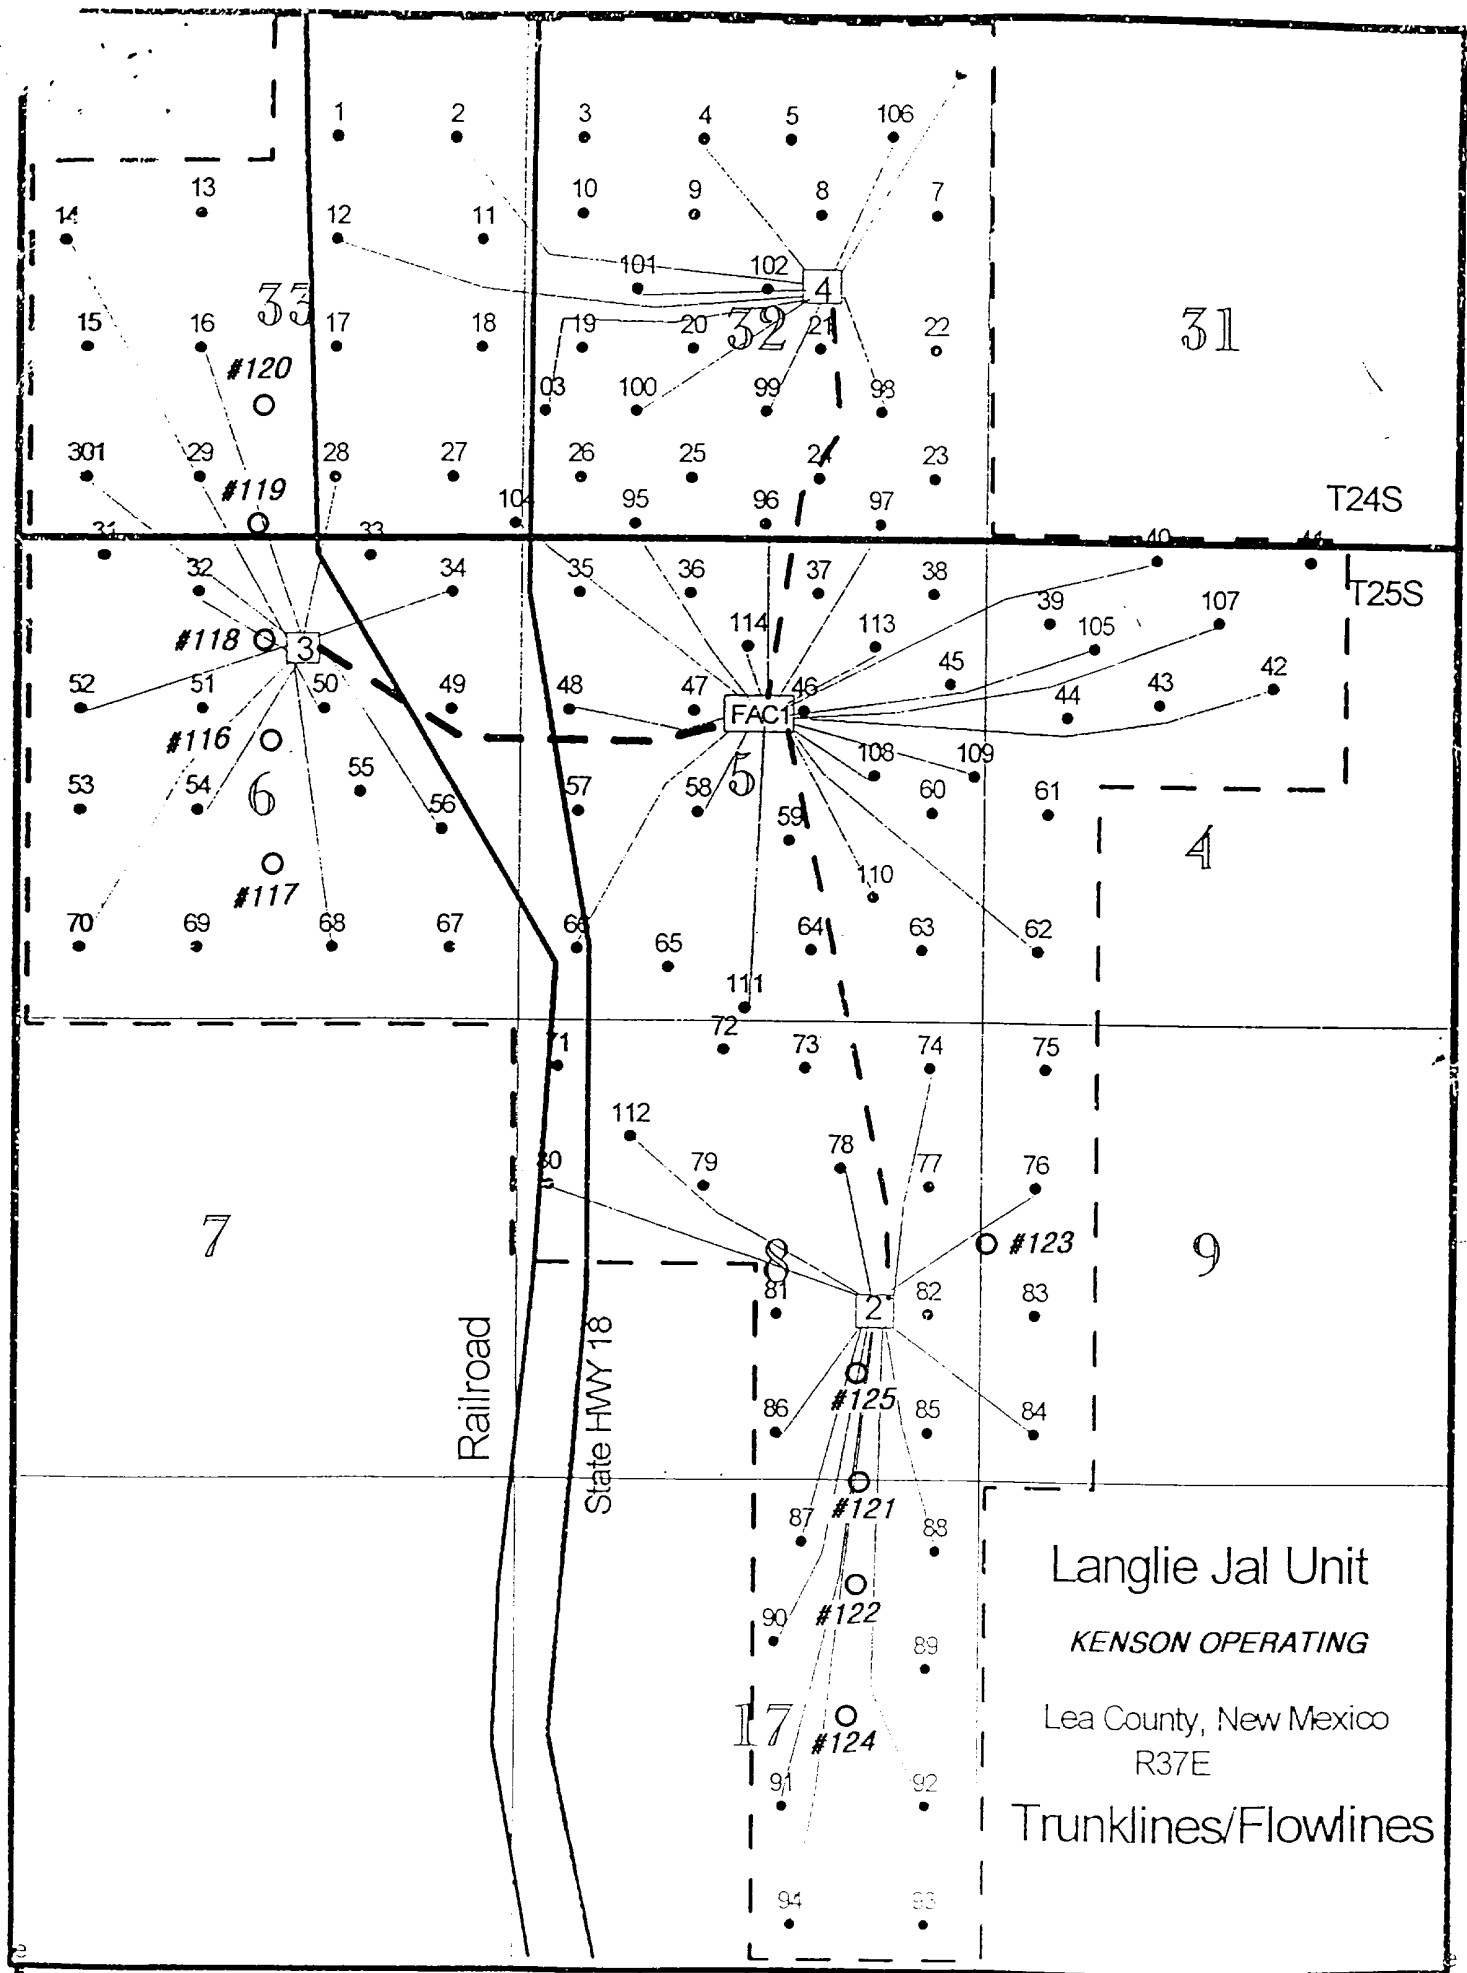 1 2 3 4 5 106
13 10 9 8 7
14 12 11
101 102 4
33 32 31
15 16 17 18 19 20 21 22
#120
03 100 99 98
301 29 28 27 26 25 24 23
#119
104 95 96 97
T24S
31 33 40 41
32 34 35 36 37 38
T25S
39 107
#118 3 114 113 105
52 51 50 49 48 47 46 45 44 43 42
FAC1
#116
108 109
53 54 6 55 56 57 58 5 59 60 61
4
#117
110
70 69 68 67 66 65 64 63 62
111
71 72 73 74 75
112
80 79 78 77 76
7 8 #123 9
81 2 82 83
Railroad
State HWY 18
#125
86 85 84
#121
87 88
Langlie Jal Unit
#122
90 89
KENSON OPERATING
17 #124
Lea County, New Mexico
R37E
91 92
Trunklines/Flowlines
94 93